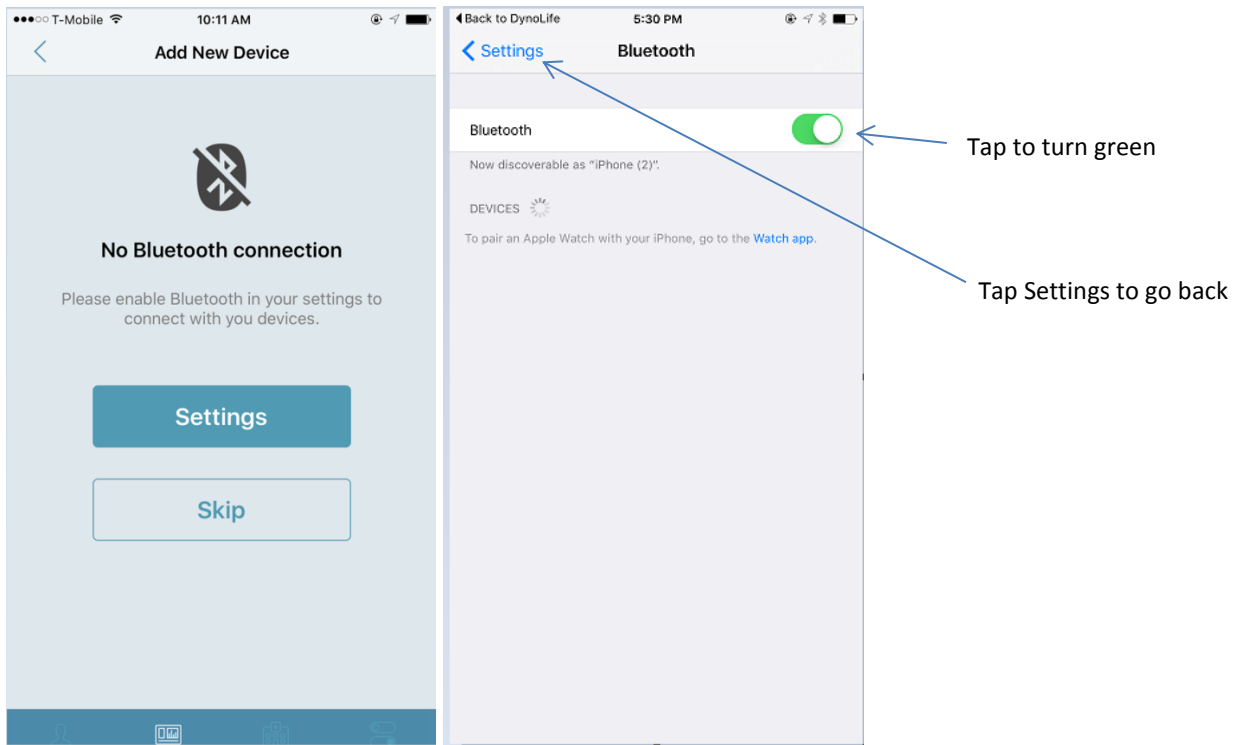 T-Mobile 10:11 AM
Add New Device
No Bluetooth connection
Please enable Bluetooth in your settings to
connect with you devices.
Settings
Skip
Back to DynoLife 5:30 PM
Settings Bluetooth
Bluetooth
Now discoverable as “iPhone (2)”.
DEVICES
To pair an Apple Watch with your iPhone, go to the Watch app.
Tap to turn green
Tap Settings to go back